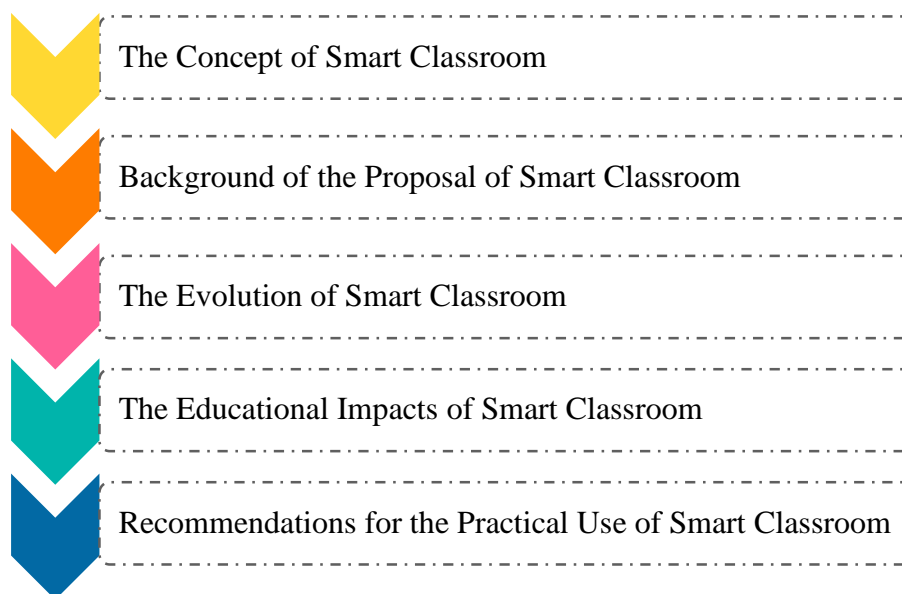 The Concept of Smart Classroom
Background of the Proposal of Smart Classroom
The Evolution of Smart Classroom
The Educational Impacts of Smart Classroom
Recommendations for the Practical Use of Smart Classroom